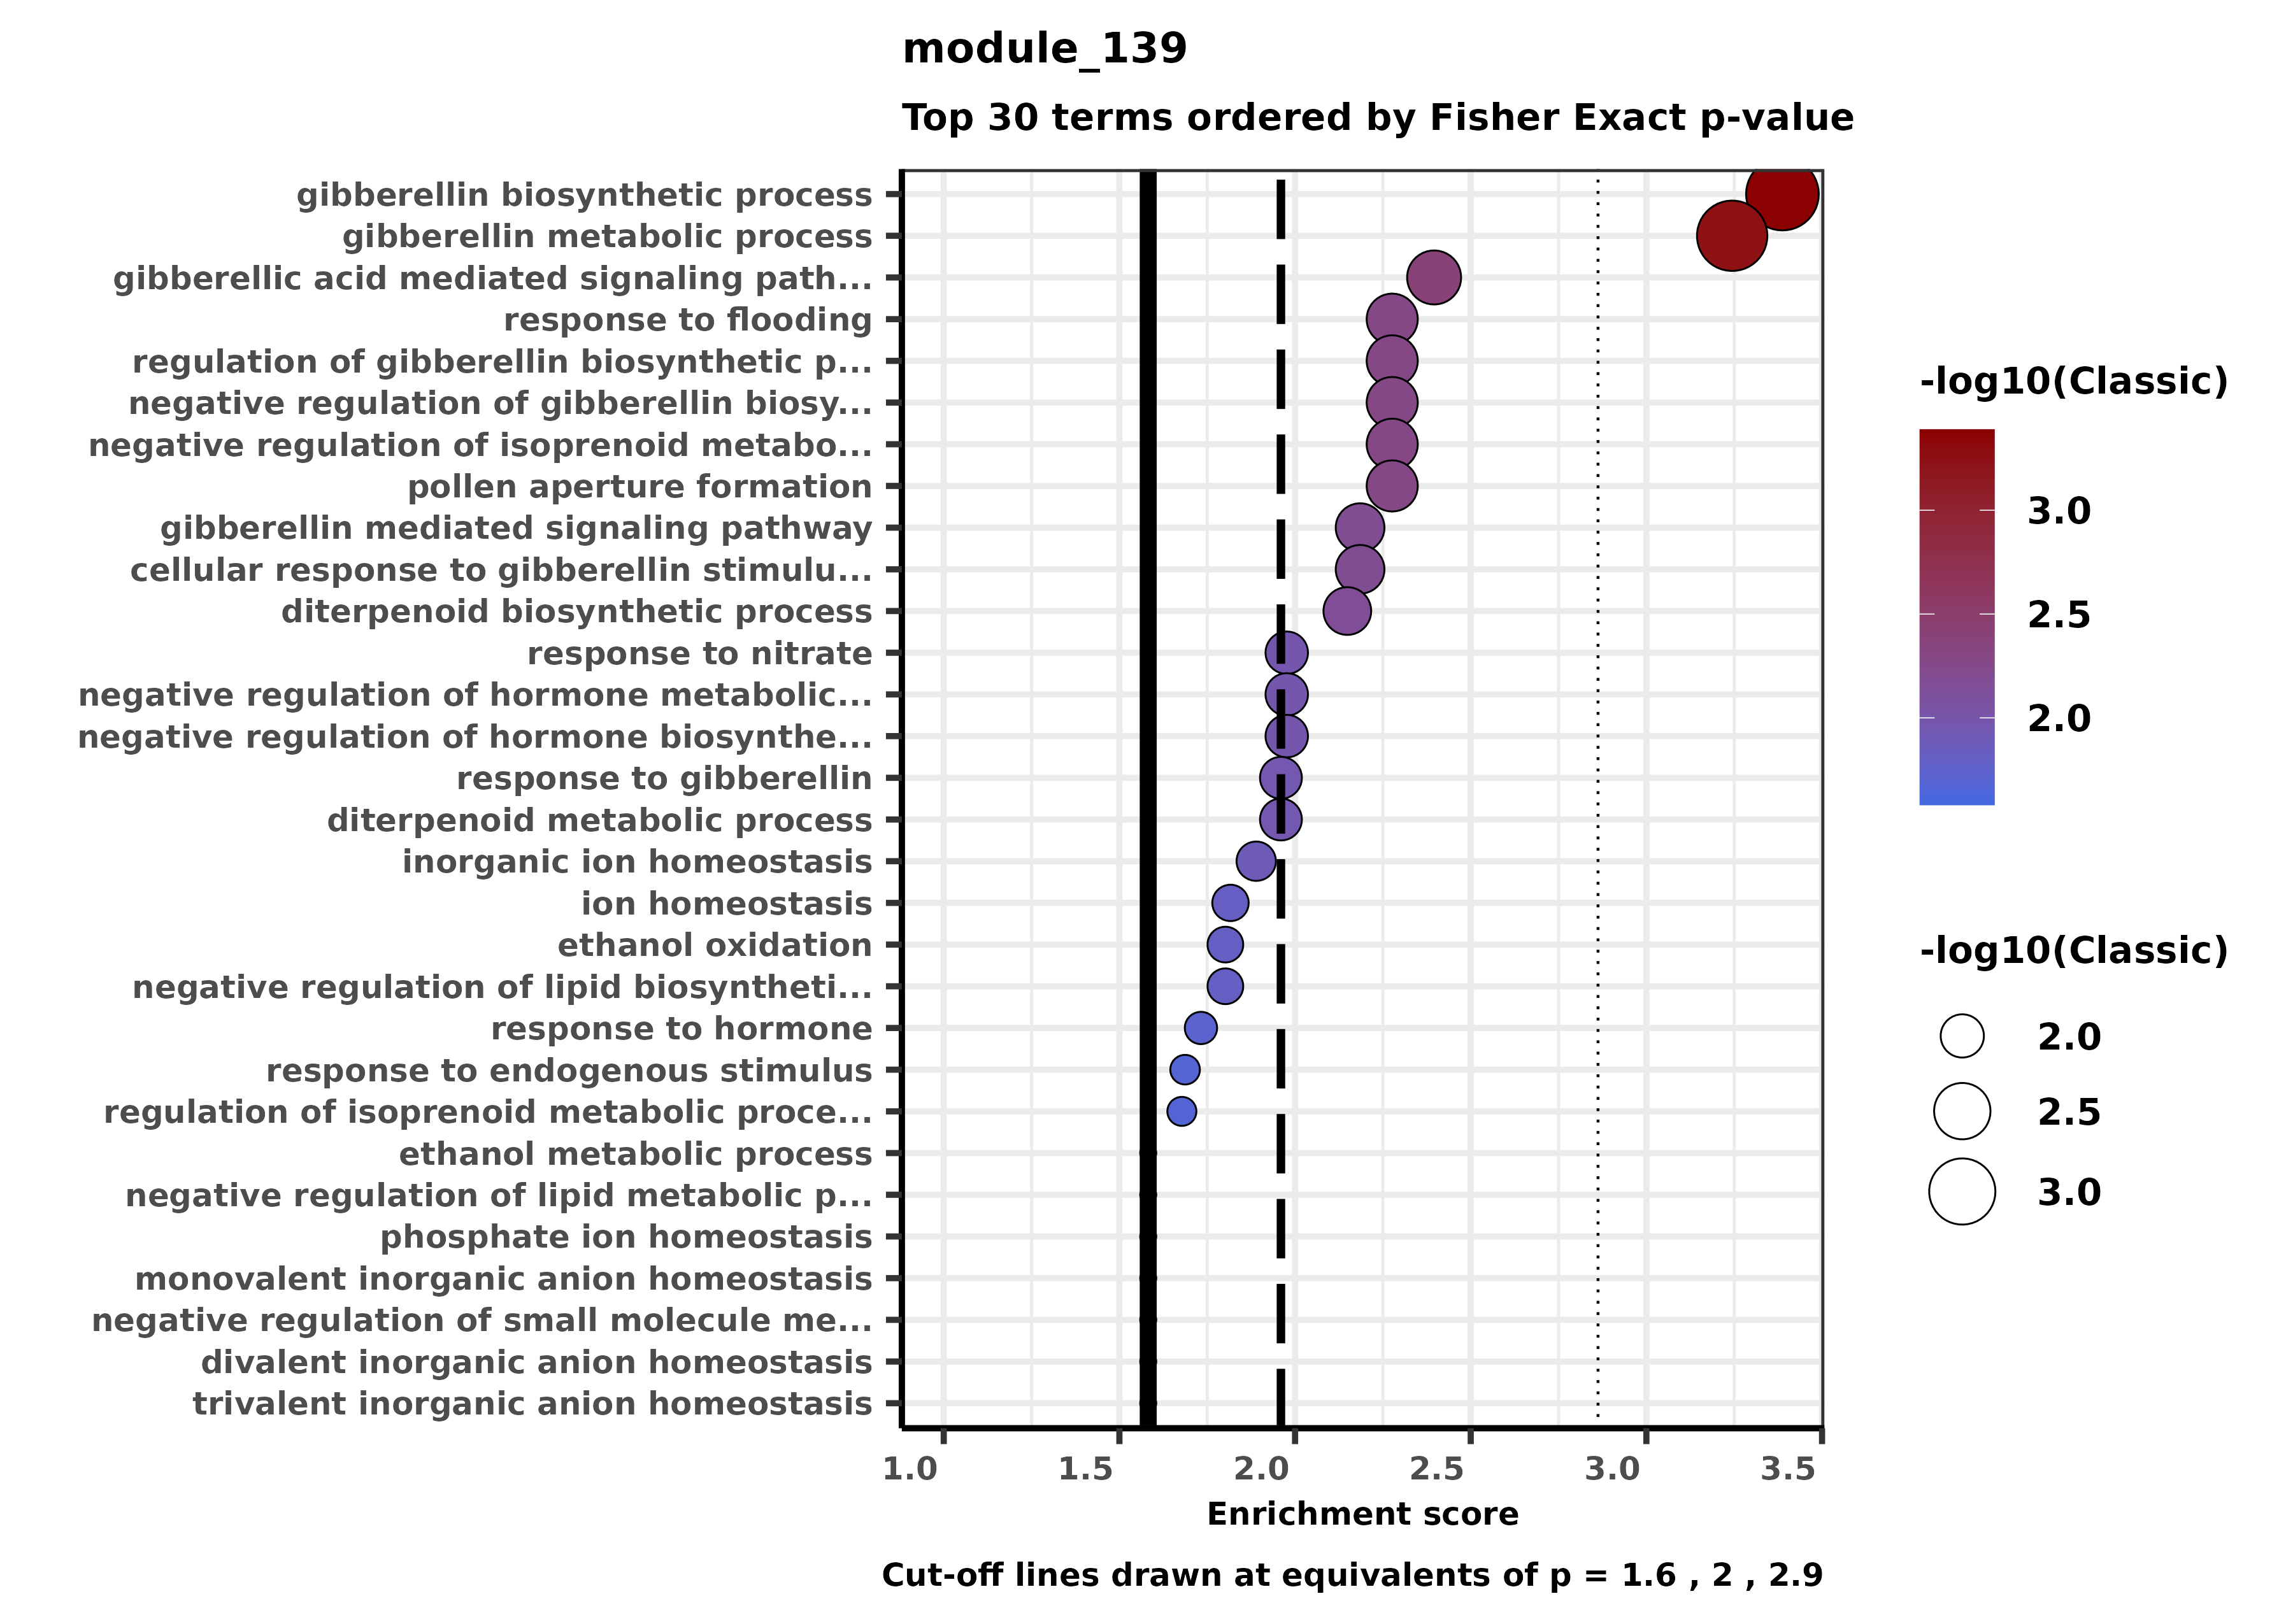 module_139
Top 30 terms ordered by Fisher Exact p-value
gibberellin biosynthetic process
gibberellin metabolic process
gibberellic acid mediated signaling path...
response to flooding
regulation of gibberellin biosynthetic p...
negative regulation of gibberellin biosy...
negative regulation of isoprenoid metabo...
pollen aperture formation
gibberellin mediated signaling pathway
cellular response to gibberellin stimulu...
diterpenoid biosynthetic process
response to nitrate
negative regulation of hormone metabolic...
negative regulation of hormone biosynthe...
response to gibberellin
diterpenoid metabolic process
inorganic ion homeostasis
ion homeostasis
ethanol oxidation
negative regulation of lipid biosyntheti...
response to hormone
response to endogenous stimulus
regulation of isoprenoid metabolic proce...
ethanol metabolic process
negative regulation of lipid metabolic p...
phosphate ion homeostasis
monovalent inorganic anion homeostasis
negative regulation of small molecule me...
divalent inorganic anion homeostasis
trivalent inorganic anion homeostasis
1.0 1.5 2.0 2.5 3.0 3.5
Enrichment score
Cut-off lines drawn at equivalents of p = 1.6 , 2 , 2.9
-log10(Classic)
3.0
2.5
2.0
-log10(Classic)
2.0
2.5
3.0